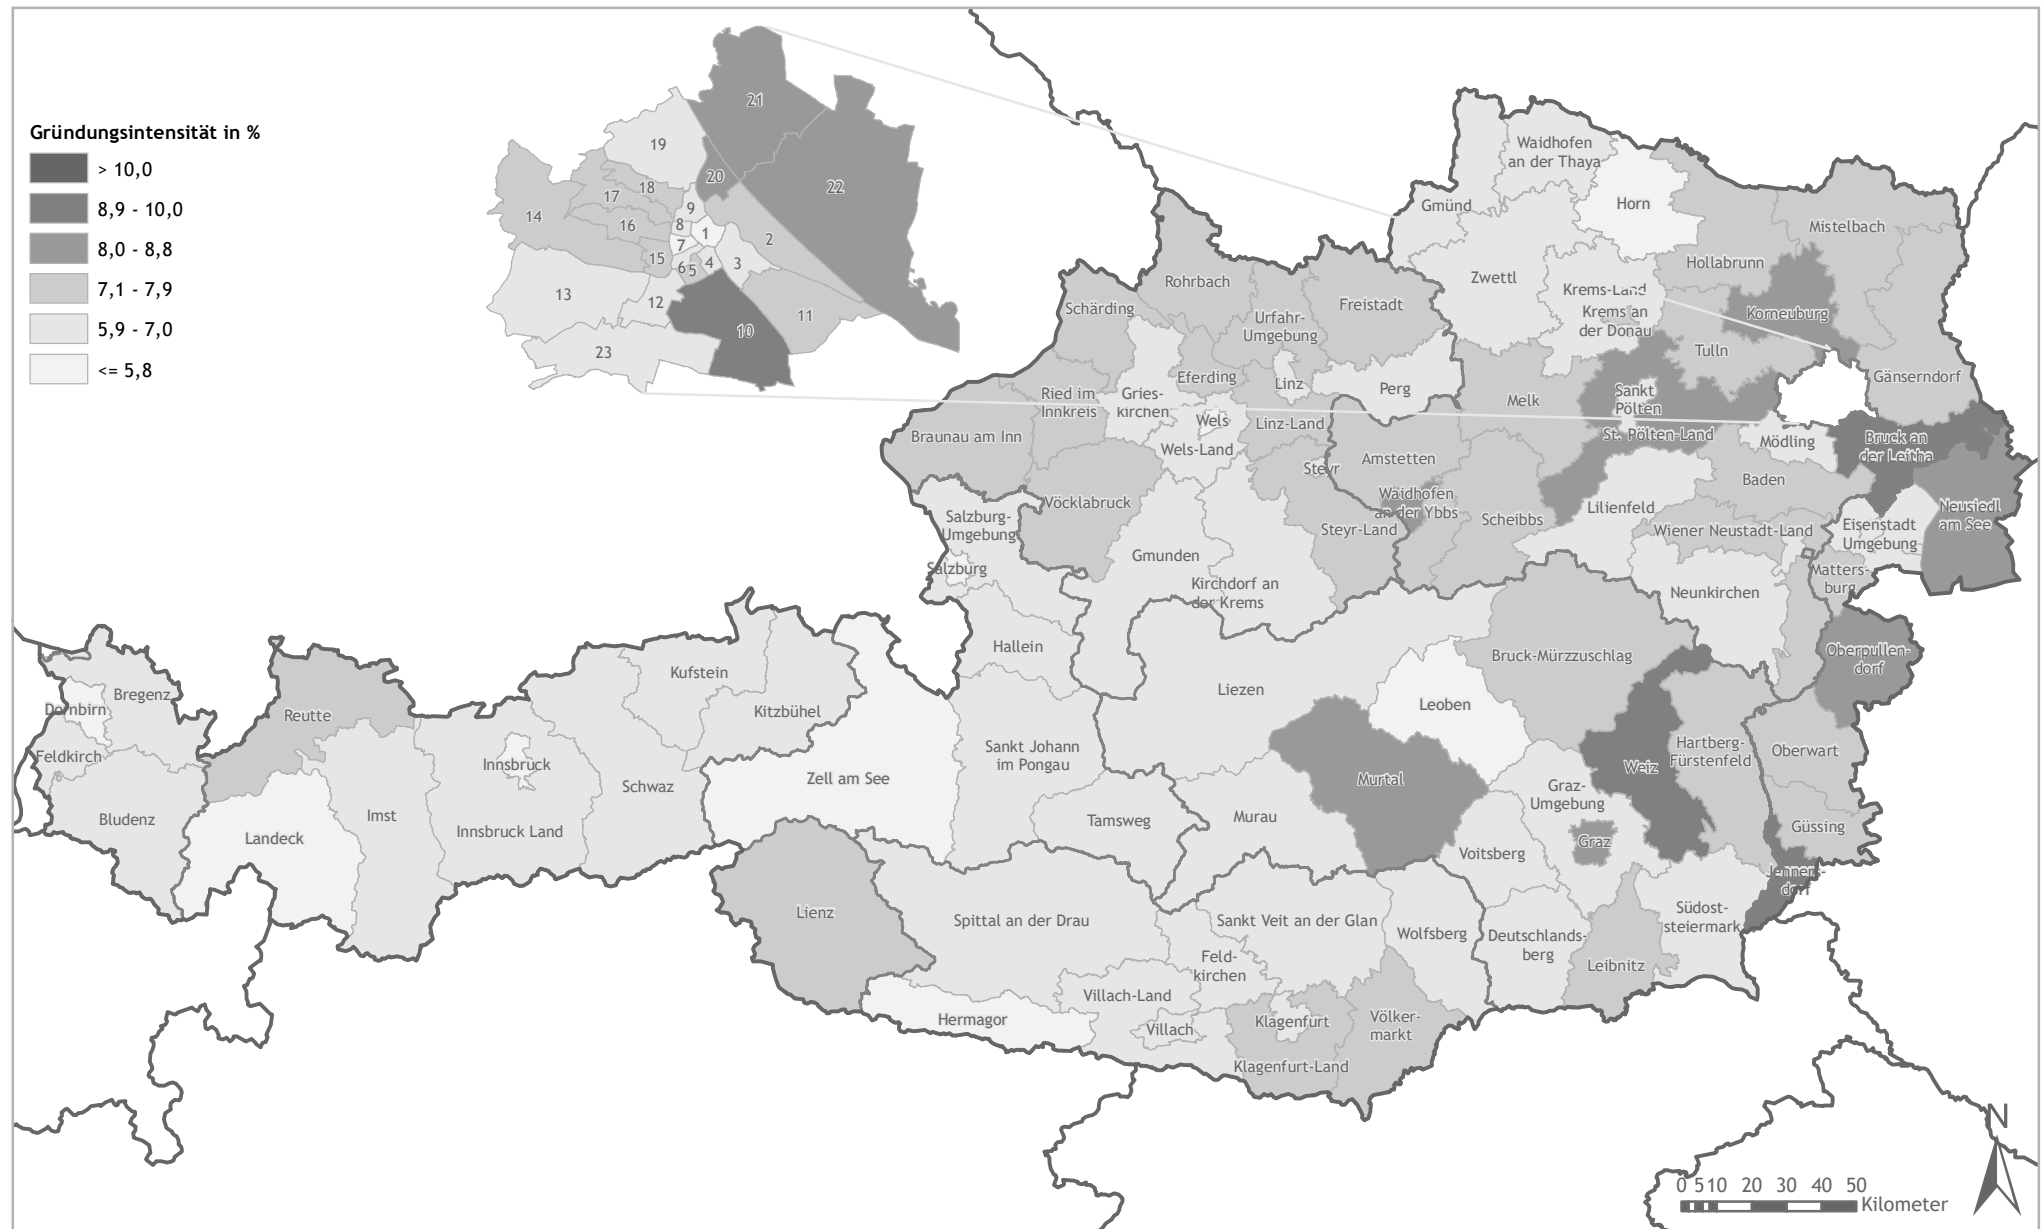 Gründungsintensität in %
> 10,0
8,9 - 10,0
8,0 - 8,8
7,1 - 7,9
5,9 - 7,0
<= 5,8
21
19
20
22
18
17
14
9
16
8
1
2
7
15
4
3
6
5
13
12
11
10
23
Waidhofen
an der Thaya
Gmünd
Horn
Mistelbach
Hollabrunn
Zwettl
Krems-Land
Krems an
der Donau
Korneuburg
Rohrbach
Schärding
Freistadt
Urfahr-
Umgebung
Tulln
Gänserndorf
Eferding
Linz
Perg
Ried im
Innkreis
Gries-
kirchen
Melk
Sankt
Pölten
Wels
Linz-Land
St. Pölten-Land
Mödling
Bruck an
der Leitha
Braunau am Inn
Wels-Land
Steyr
Amstetten
Baden
Vöcklabruck
Waidhofen
an der Ybbs
Scheibbs
Lilienfeld
Neusiedl
am See
Salzburg-
Umgebung
Steyr-Land
Wiener Neustadt-Land
Eisenstadt
Umgebung
Gmunden
Salzburg
Kirchdorf an
der Krems
Matters-
burg
Neunkirchen
Hallein
Bruck-Mürzzuschlag
Oberpullen-
dorf
Kufstein
Bregenz
Dornbirn
Reutte
Kitzbühel
Liezen
Leoben
Feldkirch
Innsbruck
Sankt Johann
im Pongau
Hartberg-
Fürstenfeld
Oberwart
Schwaz
Zell am See
Murtal
Weiz
Graz-
Umgebung
Bludenz
Imst
Landeck
Innsbruck Land
Tamsweg
Murau
Güssing
Graz
Voitsberg
Jenners-
dorf
Lienz
Spittal an der Drau
Sankt Veit an der Glan
Wolfsberg
Deutschlands-
berg
Südost-
steiermark
Feld-
kirchen
Leibnitz
Villach-Land
Hermagor
Villach
Klagenfurt
Völker-
markt
Klagenfurt-Land
N
0 5 10 20 30 40 50
Kilometer